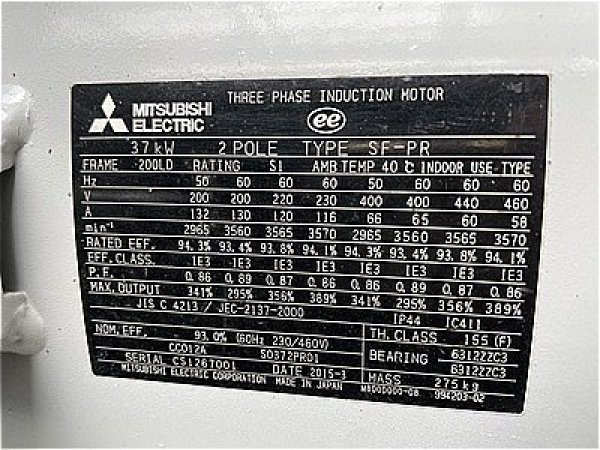 MITSUBISHI
ELECTRIC
THREE PHASE INDUCTION MOTOR
ee
37kW 2 POLE TYPE SF-PR
FRAME 200LD RATING S1 AMB TEMP 40 ℃ INDOOR USE-TYPE
Hz 50 60 60 60 50 60 60 60
V 200 200 220 230 400 400 440 460
A 132 130 120 116 66 65 60 58
min⁻¹ 2965 3560 3565 3570 2965 3560 3565 3570
RATED EFF. 94.3% 93.4% 93.8% 94.1% 94.3% 93.4% 93.8% 94.1%
EFF. CLASS. IE3 IE3 IE3 IE3 IE3 IE3 IE3 IE3
P.F. 0.86 0.89 0.87 0.86 0.86 0.89 0.87 0.86
MAX. OUTPUT 341% 295% 356% 389% 341% 295% 356% 389%
JIS C 4213 / JEC-2137-2000 IP44 IC411
NOM. EFF. 93.0% (60Hz 230/460V) TH. CLASS 155 (F)
CC012A S0372PR01 BEARING 6312ZZC3
6312ZZC3
SERIAL C51267001 DATE 2015-3 MASS 275kg
MITSUBISHI ELECTRIC CORPORATION MADE IN JAPAN 994203-02